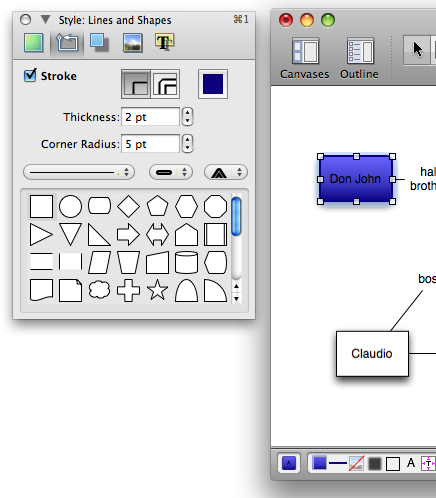 Style: Lines and Shapes
⌘1
Stroke
Thickness: 2 pt
Corner Radius: 5 pt
Canvases
Outline
Don John
hal
broth
bos
Claudio
A
A
T